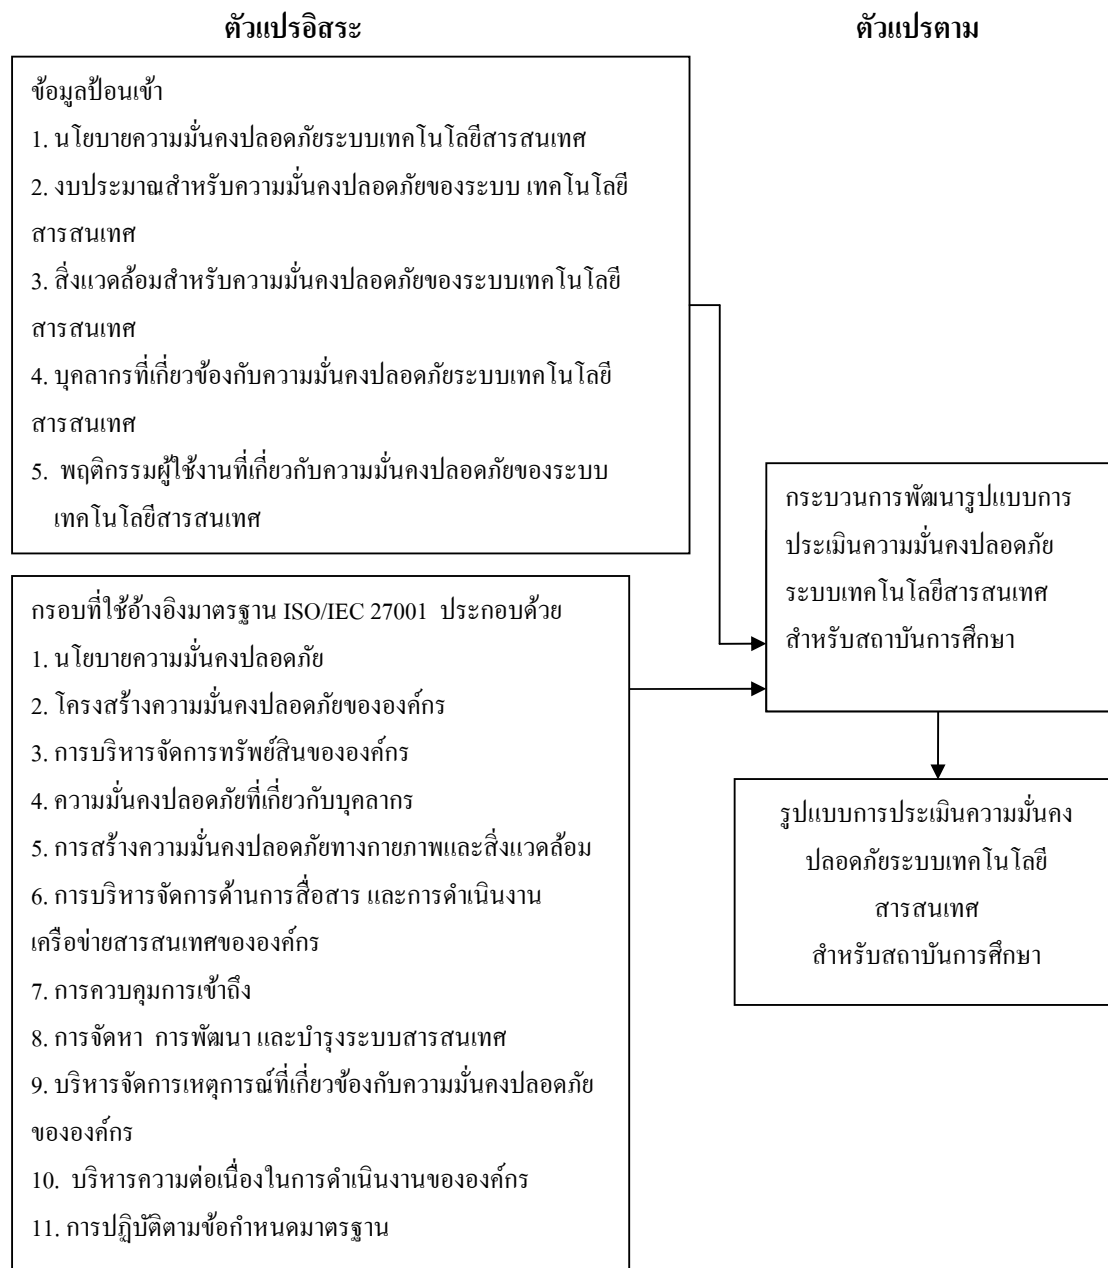 ตัวแปรอิสระ
ตัวแปรตาม
ข้อมูลป้อนเข้า
1. นโยบายความมั่นคงปลอดภัยระบบเทคโนโลยีสารสนเทศ
2. งบประมาณสำหรับความมั่นคงปลอดภัยของระบบ เทคโนโลยี
สารสนเทศ
3. สิ่งแวดล้อมสำหรับความมั่นคงปลอดภัยของระบบเทคโนโลยี
สารสนเทศ
4. บุคลากรที่เกี่ยวข้องกับความมั่นคงปลอดภัยระบบเทคโนโลยี
สารสนเทศ
5. พฤติกรรมผู้ใช้งานที่เกี่ยวกับความมั่นคงปลอดภัยของระบบ
เทคโนโลยีสารสนเทศ
กรอบที่ใช้อ้างอิงมาตรฐาน ISO/IEC 27001 ประกอบด้วย
1. นโยบายความมั่นคงปลอดภัย
2. โครงสร้างความมั่นคงปลอดภัยขององค์กร
3. การบริหารจัดการทรัพย์สินขององค์กร
4. ความมั่นคงปลอดภัยที่เกี่ยวกับบุคลากร
5. การสร้างความมั่นคงปลอดภัยทางกายภาพและสิ่งแวดล้อม
6. การบริหารจัดการด้านการสื่อสาร และการดำเนินงาน
เครือข่ายสารสนเทศขององค์กร
7. การควบคุมการเข้าถึง
8. การจัดหา การพัฒนา และบำรุงระบบสารสนเทศ
9. บริหารจัดการเหตุการณ์ที่เกี่ยวข้องกับความมั่นคงปลอดภัย
ขององค์กร
10. บริหารความต่อเนื่องในการดำเนินงานขององค์กร
11. การปฏิบัติตามข้อกำหนดมาตรฐาน
กระบวนการพัฒนารูปแบบการ
ประเมินความมั่นคงปลอดภัย
ระบบเทคโนโลยีสารสนเทศ
สำหรับสถาบันการศึกษา
รูปแบบการประเมินความมั่นคง
ปลอดภัยระบบเทคโนโลยี
สารสนเทศ
สำหรับสถาบันการศึกษา